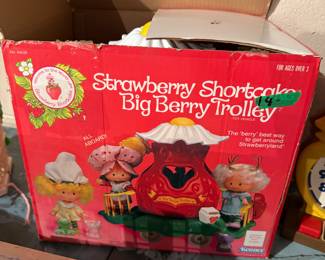 FOR AGES OVER 3
Strawberry Shortcake
Big Berry Trolley
14
ALL
ABOARD!
The 'berry' best way
to get around
Strawberryland!
Kenner